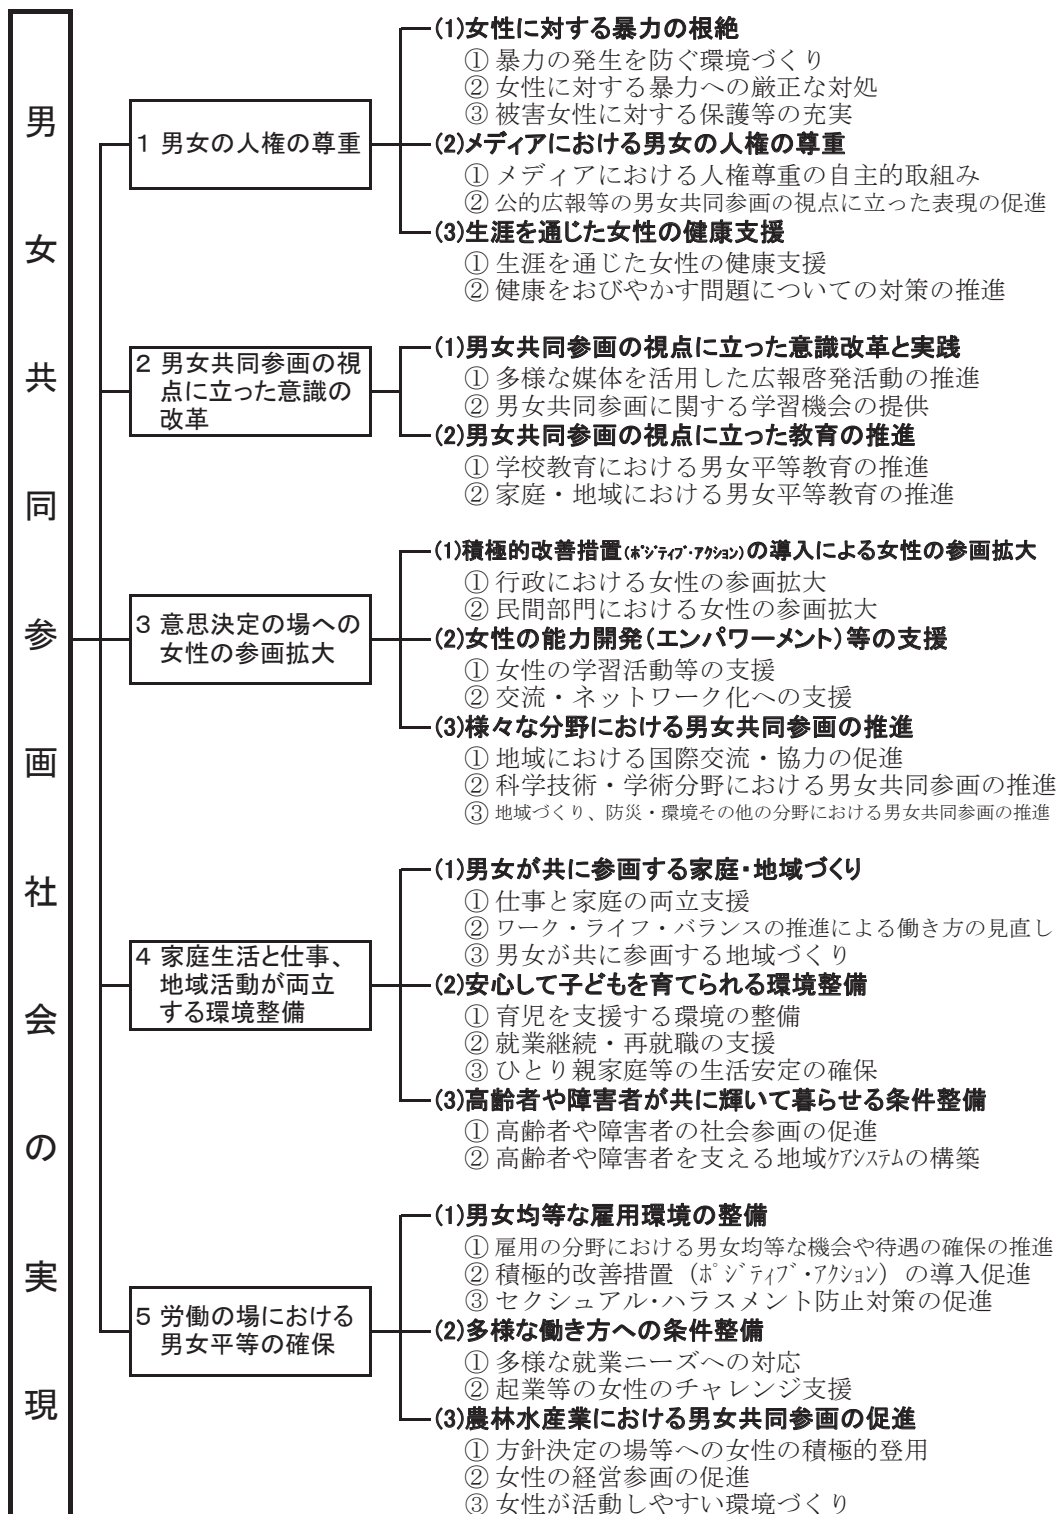 男女共同参画社会の実現
1 男女の人権の尊重
(1)女性に対する暴力の根絶
① 暴力の発生を防ぐ環境づくり
② 女性に対する暴力への厳正な対処
③ 被害女性に対する保護等の充実
(2)メディアにおける男女の人権の尊重
① メディアにおける人権尊重の自主的取組み
② 公的広報等の男女共同参画の視点に立った表現の促進
(3)生涯を通じた女性の健康支援
① 生涯を通じた女性の健康支援
② 健康をおびやかす問題についての対策の推進
2 男女共同参画の視
点に立った意識の
改革
(1)男女共同参画の視点に立った意識改革と実践
① 多様な媒体を活用した広報啓発活動の推進
② 男女共同参画に関する学習機会の提供
(2)男女共同参画の視点に立った教育の推進
① 学校教育における男女平等教育の推進
② 家庭・地域における男女平等教育の推進
3 意思決定の場への
女性の参画拡大
(1)積極的改善措置(ﾎﾟｼﾞﾃｨﾌﾞ・ｱｸｼｮﾝ)の導入による女性の参画拡大
① 行政における女性の参画拡大
② 民間部門における女性の参画拡大
(2)女性の能力開発(エンパワーメント)等の支援
① 女性の学習活動等の支援
② 交流・ネットワーク化への支援
(3)様々な分野における男女共同参画の推進
① 地域における国際交流・協力の促進
② 科学技術・学術分野における男女共同参画の推進
③ 地域づくり、防災・環境その他の分野における男女共同参画の推進
4 家庭生活と仕事、
地域活動が両立
する環境整備
(1)男女が共に参画する家庭・地域づくり
① 仕事と家庭の両立支援
② ワーク・ライフ・バランスの推進による働き方の見直し
③ 男女が共に参画する地域づくり
(2)安心して子どもを育てられる環境整備
① 育児を支援する環境の整備
② 就業継続・再就職の支援
③ ひとり親家庭等の生活安定の確保
(3)高齢者や障害者が共に輝いて暮らせる条件整備
① 高齢者や障害者の社会参画の促進
② 高齢者や障害者を支える地域ｹｱｼｽﾃﾑの構築
5 労働の場における
男女平等の確保
(1)男女均等な雇用環境の整備
① 雇用の分野における男女均等な機会や待遇の確保の推進
② 積極的改善措置（ﾎﾟｼﾞﾃｨﾌﾞ・ｱｸｼｮﾝ）の導入促進
③ セクシュアル・ハラスメント防止対策の促進
(2)多様な働き方への条件整備
① 多様な就業ニーズへの対応
② 起業等の女性のチャレンジ支援
(3)農林水産業における男女共同参画の促進
① 方針決定の場等への女性の積極的登用
② 女性の経営参画の促進
③ 女性が活動しやすい環境づくり